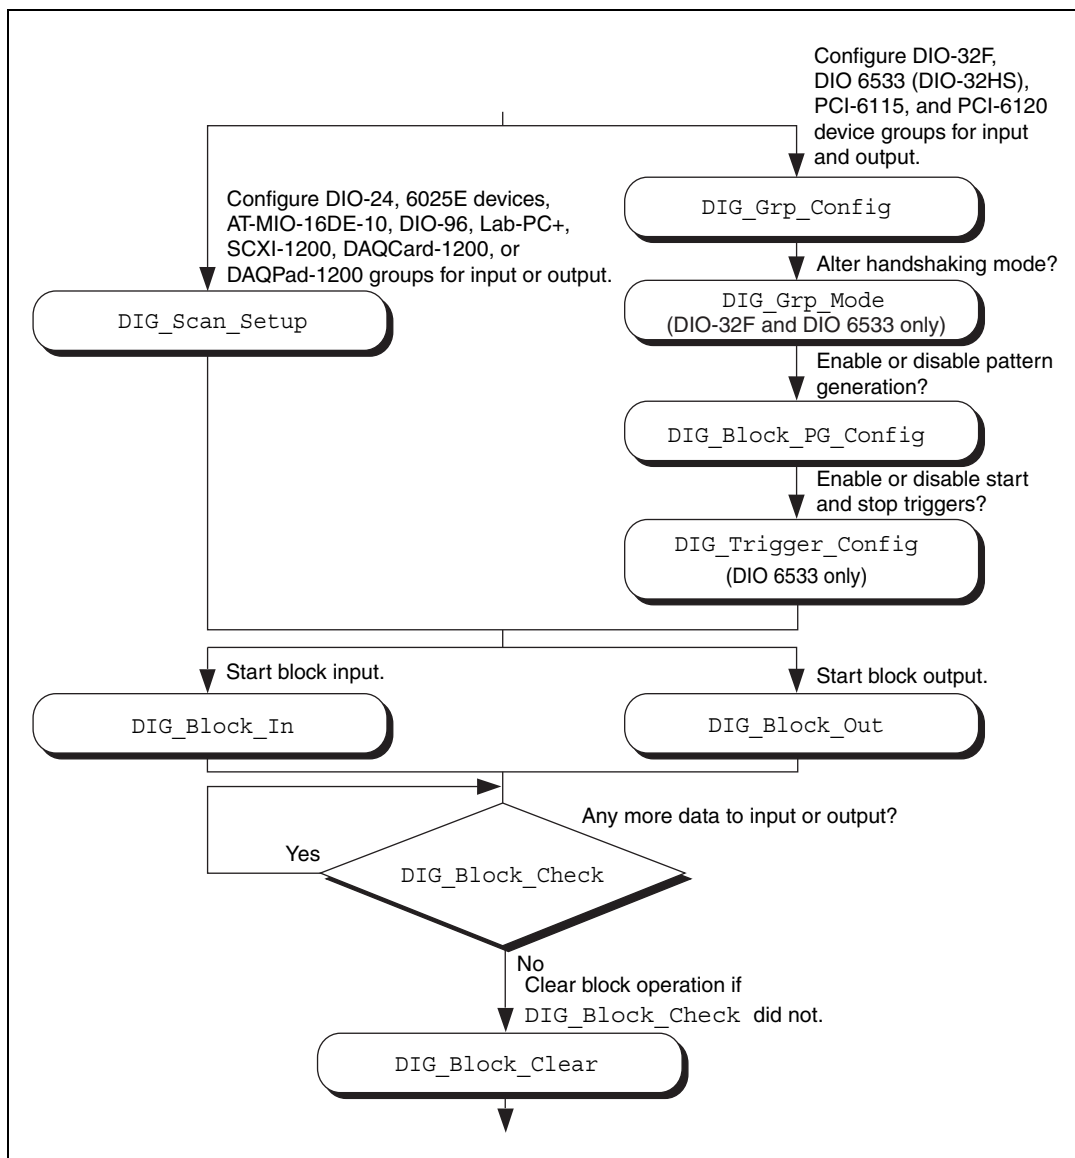 Configure DIO-32F,
DIO 6533 (DIO-32HS),
PCI-6115, and PCI-6120
device groups for input
and output.
DIG_Grp_Config
Configure DIO-24, 6025E devices,
AT-MIO-16DE-10, DIO-96, Lab-PC+,
SCXI-1200, DAQCard-1200, or
DAQPad-1200 groups for input or output.
DIG_Scan_Setup
Alter handshaking mode?
DIG_Grp_Mode
(DIO-32F and DIO 6533 only)
Enable or disable pattern
generation?
DIG_Block_PG_Config
Enable or disable start
and stop triggers?
DIG_Trigger_Config
(DIO 6533 only)
Start block input.
DIG_Block_In
Start block output.
DIG_Block_Out
Any more data to input or output?
Yes
DIG_Block_Check
No
Clear block operation if
DIG_Block_Check did not.
DIG_Block_Clear